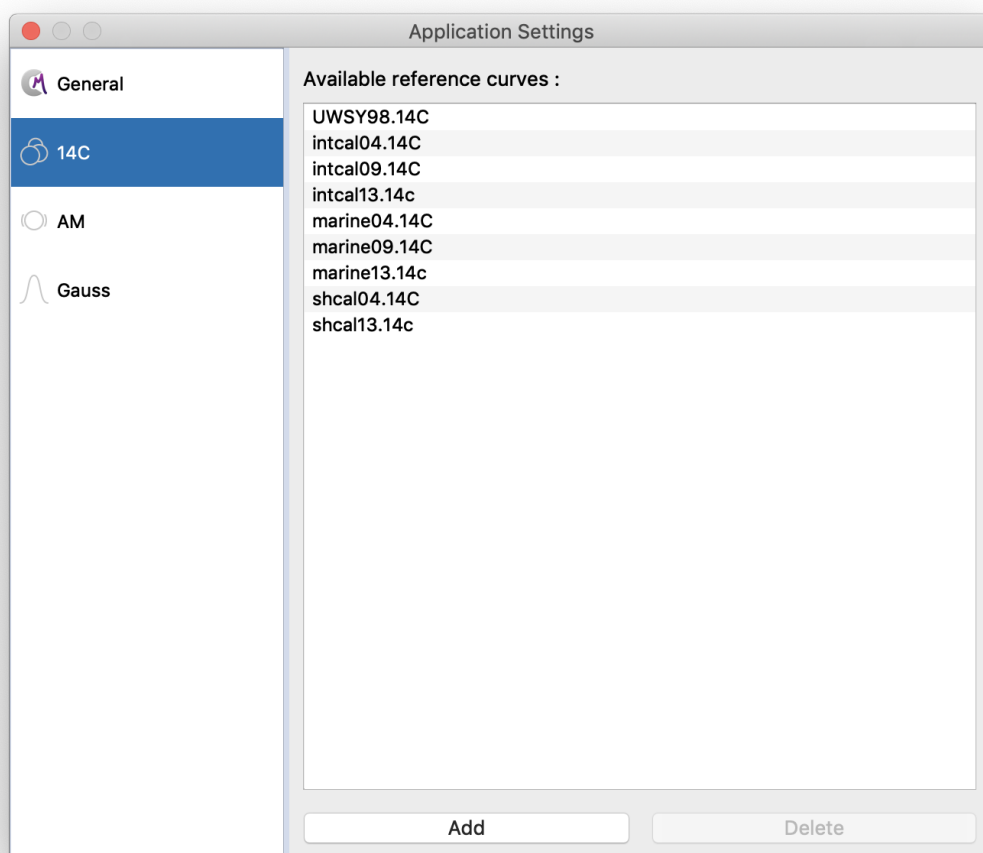 Application Settings
General
14C
AM
Gauss
Available reference curves :
UWSY98.14C
intcal04.14C
intcal09.14C
intcal13.14c
marine04.14C
marine09.14C
marine13.14c
shcal04.14C
shcal13.14c
Add
Delete